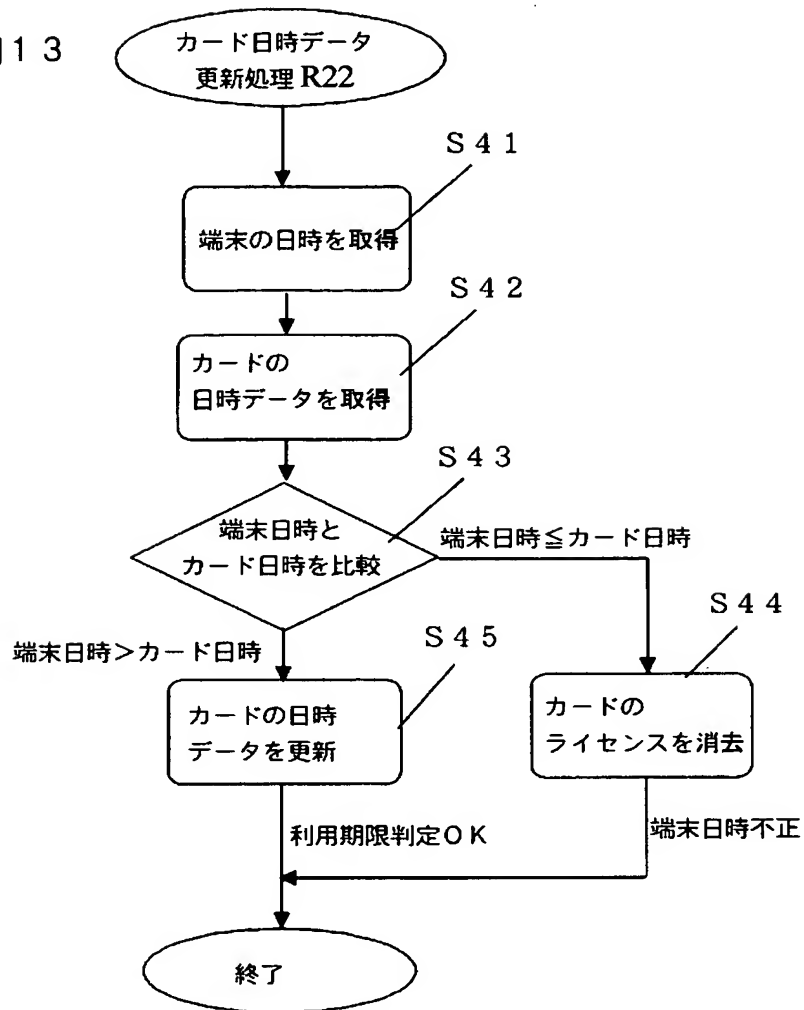 図13
カード日時データ
更新処理 R22
S41
端末の日時を取得
S42
カードの
日時データを取得
S43
端末日時と
カード日時を比較
端末日時≦カード日時
S44
端末日時＞カード日時
S45
カードの日時
データを更新
カードの
ライセンスを消去
利用期限判定OK
端末日時不正
終了